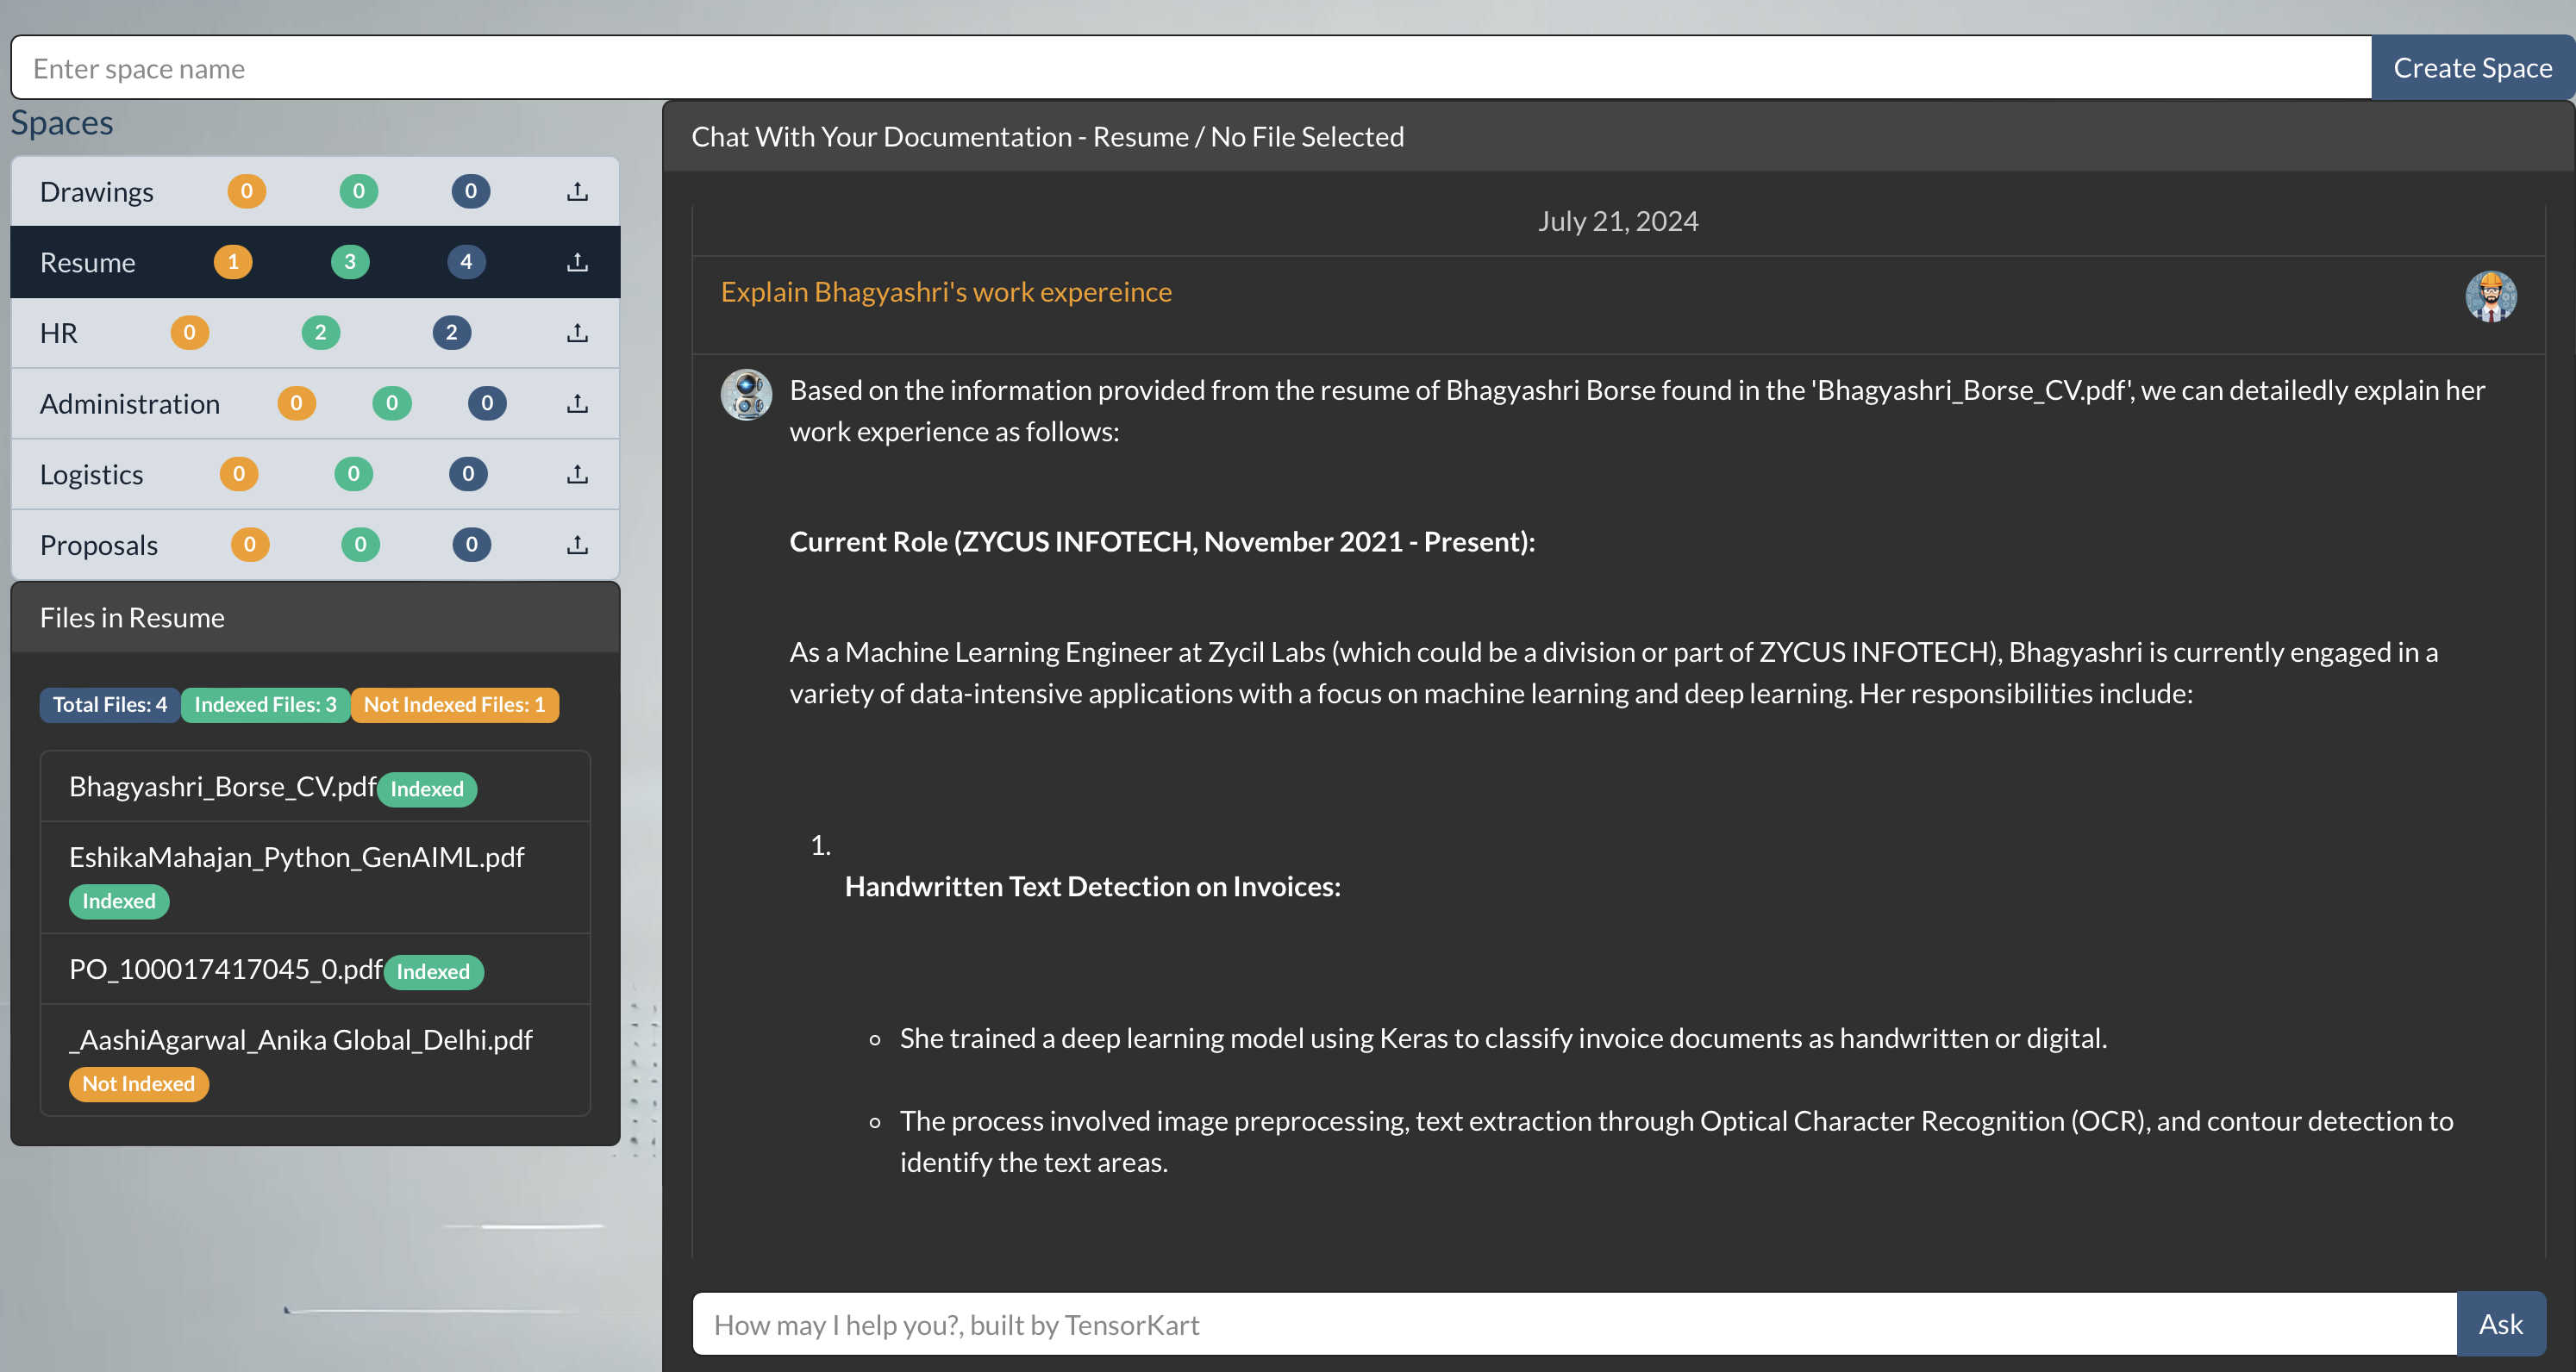 Enter space name
Create Space
Spaces
Drawings 0 0 0
Resume 1 3 4
HR 0 2 2
Administration 0 0 0
Logistics 0 0 0
Proposals 0 0 0
Files in Resume
Total Files: 4 Indexed Files: 3 Not Indexed Files: 1
Bhagyashri_Borse_CV.pdf Indexed
EshikaMahajan_Python_GenAIML.pdf
Indexed
PO_100017417045_0.pdf Indexed
_AashiAgarwal_Anika Global_Delhi.pdf
Not Indexed
Chat With Your Documentation - Resume / No File Selected
July 21, 2024
Explain Bhagyashri's work expereince
Based on the information provided from the resume of Bhagyashri Borse found in the 'Bhagyashri_Borse_CV.pdf', we can detailedly explain her
work experience as follows:
Current Role (ZYCUS INFOTECH, November 2021 - Present):
As a Machine Learning Engineer at Zycil Labs (which could be a division or part of ZYCUS INFOTECH), Bhagyashri is currently engaged in a
variety of data-intensive applications with a focus on machine learning and deep learning. Her responsibilities include:
1.
Handwritten Text Detection on Invoices:
She trained a deep learning model using Keras to classify invoice documents as handwritten or digital.
The process involved image preprocessing, text extraction through Optical Character Recognition (OCR), and contour detection to
identify the text areas.
How may I help you?, built by TensorKart
Ask